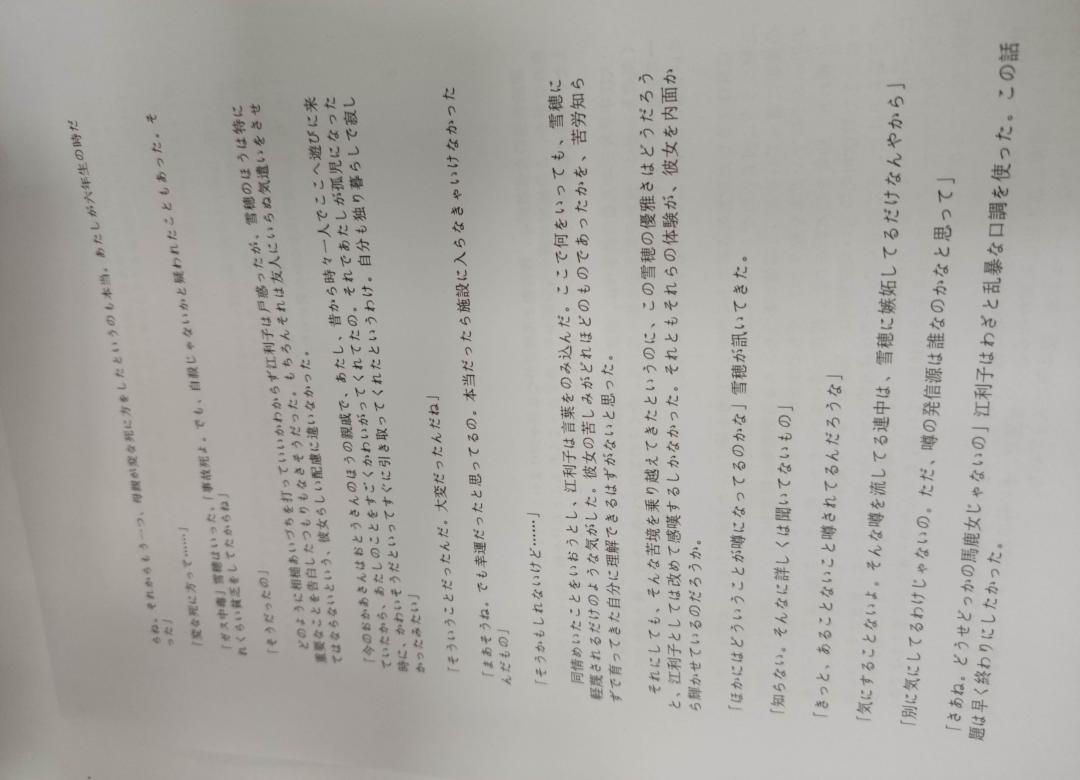 らね。それからもう一つ、母親が変な死に方をしたというのも本当。あたしが六年生の時だ
った」
「変な死に方って……」
「ガス中毒」雪穂はいった。「事故死よ。でも、自殺じゃないかと疑われたこともあった。そ
れくらい貧乏をしてたからね」
「そうだったの」
どのように相槌あいづちを打っていいかわからず江利子は戸惑ったが、雪穂のほうは特に
重要なことを告白したつもりもなさそうだった。もちろんそれは友人にいらぬ気遣いをさせ
てはならないという、彼女らしい配慮に違いなかった。
「今のおかあさんはおとうさんのほうの親戚で、あたし、昔から時々一人でここへ遊びに来
ていたから、あたしのことをすごくかわいがってくれてたの。それであたしが孤児になった
時に、かわいそうだといってすぐに引き取ってくれたというわけ。自分も独り暮らしで寂し
かったみたい」
「そういうことだったんだ。大変だったんだね」
「まあそうね。でも幸運だったと思ってるの。本当だったら施設に入らなきゃいけなかった
んだもの」
「そうかもしれないけど……」
同情めいたことをいおうとし、江利子は言葉をのみ込んだ。ここで何をいっても、雪穂に
軽蔑されるだけのような気がした。彼女の苦しみがどれほどのものであったかを、苦労知ら
ずで育ってきた自分に理解できるはずがないと思った。
それにしても、そんな苦境を乗り越えてきたというのに、この雪穂の優雅さはどうだろう
と、江利子としては改めて感嘆するしかなかった。それともそれらの体験が、彼女を内面か
ら輝かせているのだろうか。
「ほかにはどういうことが噂になってるのかな」雪穂が訊いてきた。
「知らない。そんなに詳しくは聞いてないもの」
「きっと、あることないこと噂されてるんだろうな」
「気にすることないよ。そんな噂を流してる連中は、雪穂に嫉妬してるだけなんやから」
「別に気にしてるわけじゃないの。ただ、噂の発信源は誰なのかなと思って」
「さあね。どうせどっかの馬鹿女じゃないの」江利子はわざと乱暴な口調を使った。この話
題は早く終わりにしたかった。